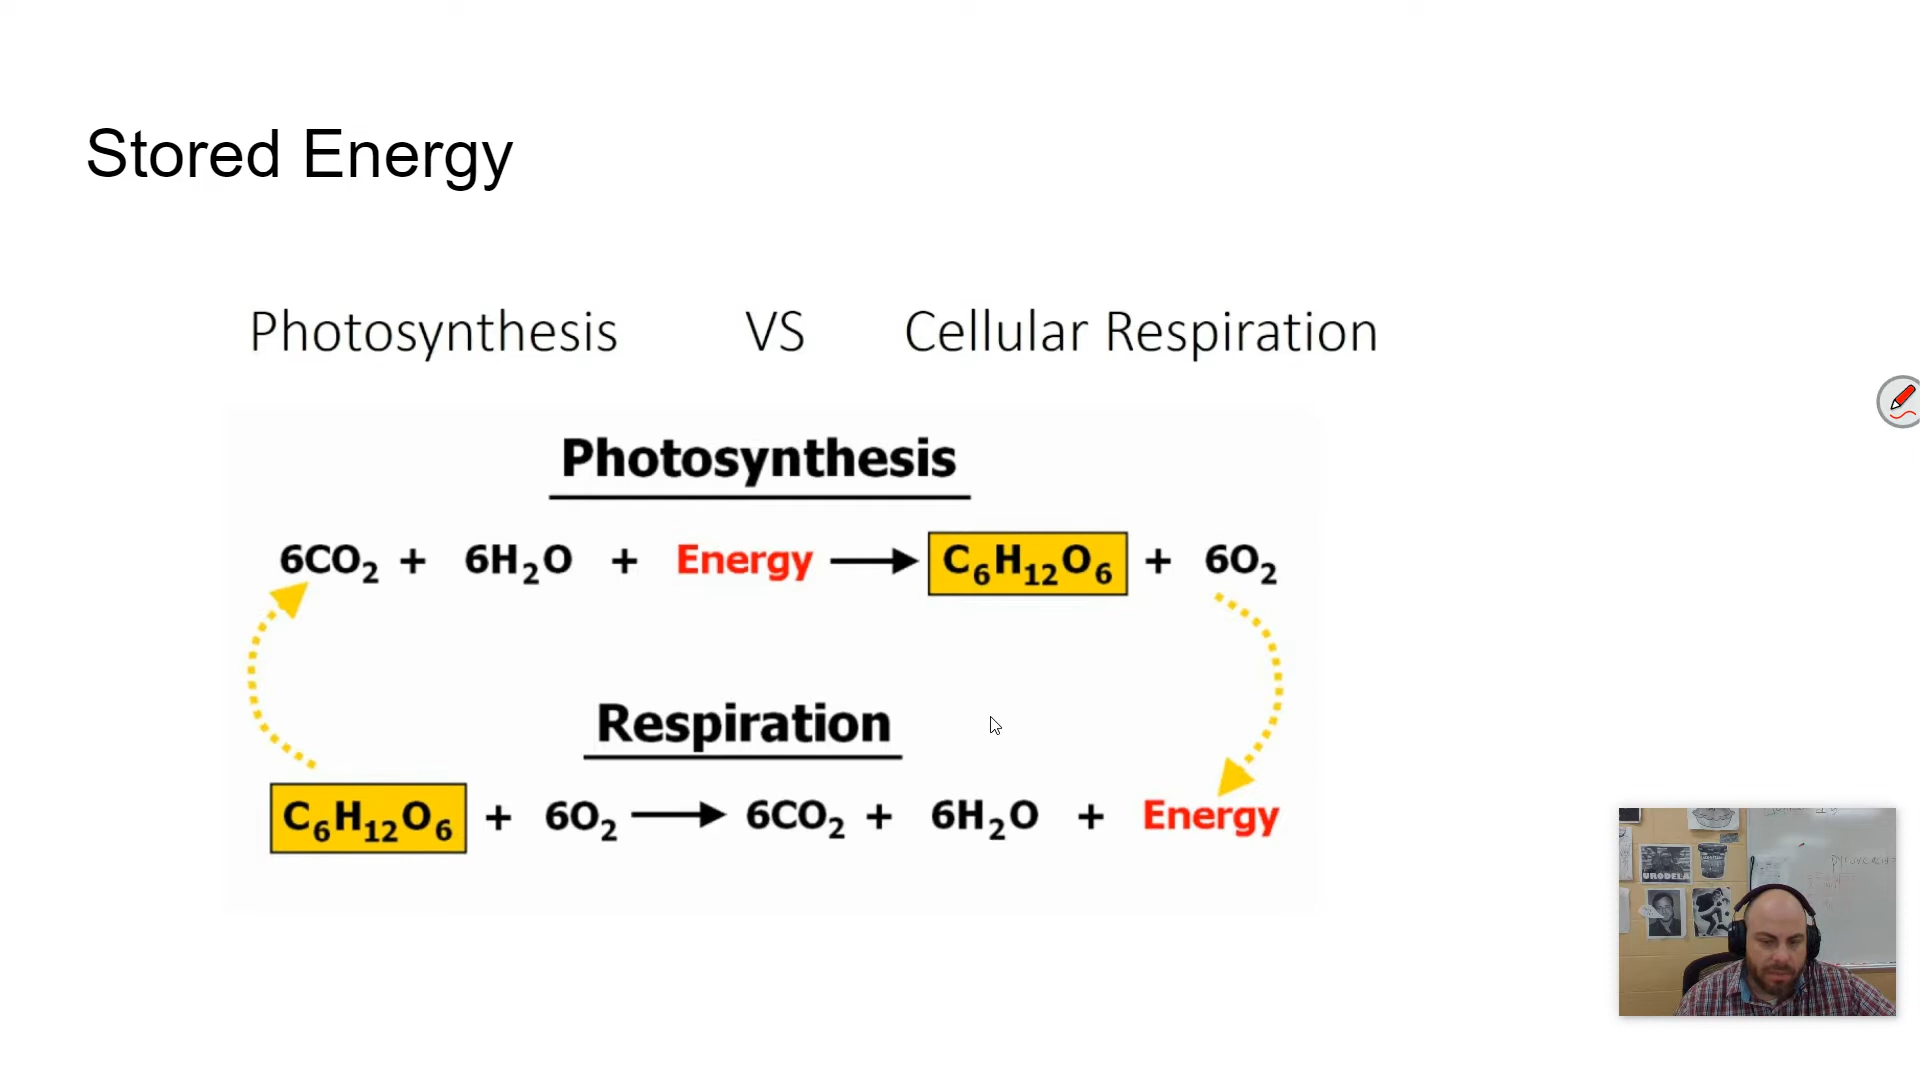 Stored Energy
Photosynthesis VS Cellular Respiration
Photosynthesis
6CO₂ + 6H₂O + Energy ⟶ C₆H₁₂O₆ + 6O₂
Respiration
C₆H₁₂O₆ + 6O₂ ⟶ 6CO₂ + 6H₂O + Energy
URODELA